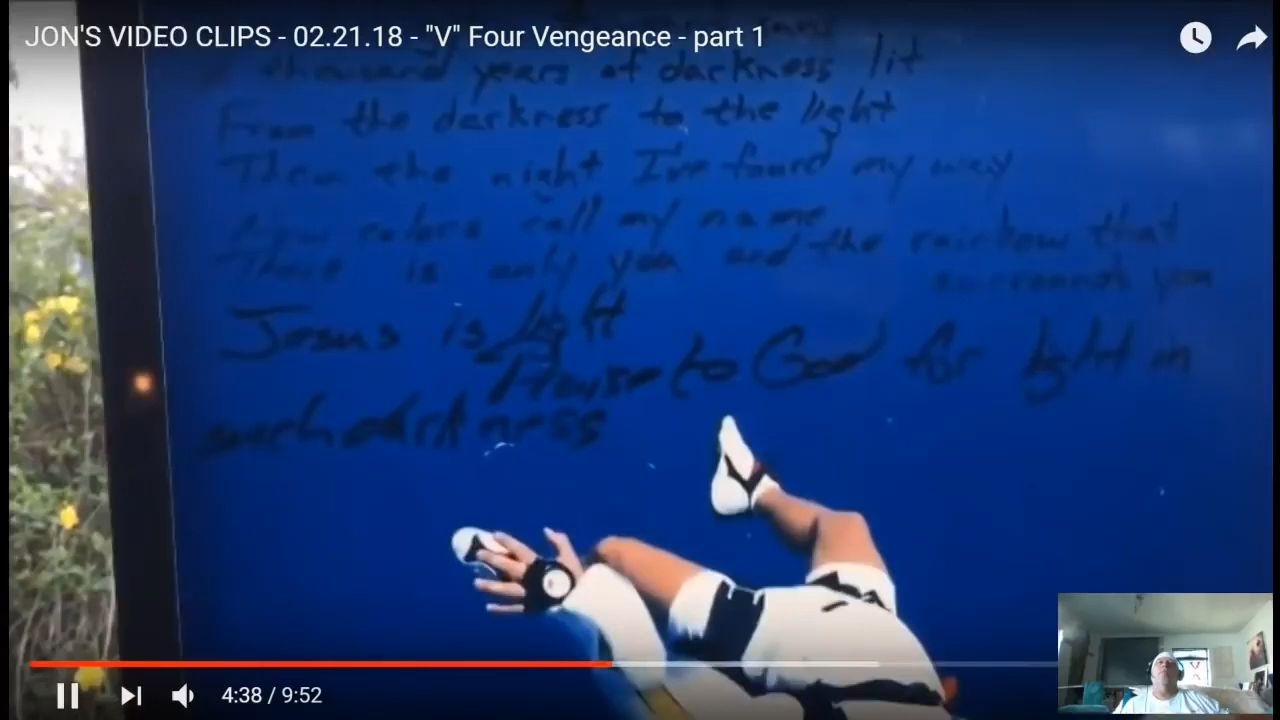 JON'S VIDEO CLIPS - 02.21.18 - "V" Four Vengeance - part 1
thousand years of darkness lit
From the darkness to the light
Then the night I've found my way
colors call my name
There is only you and the rainbow that
surrounds you
Jesus is light
Praise to God for light in
such darkness
4:38 / 9:52